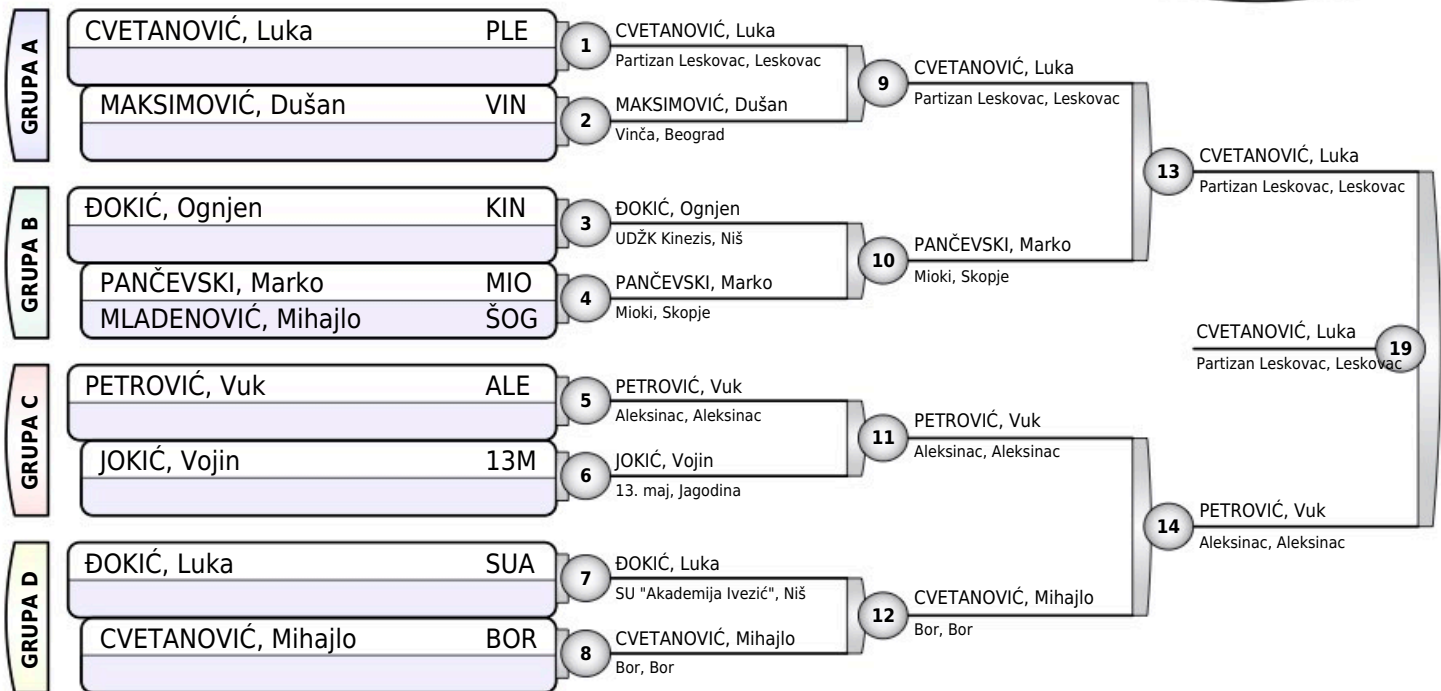 GRUPA A
CVETANOVIĆ, Luka PLE
MAKSIMOVIĆ, Dušan VIN
1
CVETANOVIĆ, Luka
Partizan Leskovac, Leskovac
2
MAKSIMOVIĆ, Dušan
Vinča, Beograd
9
CVETANOVIĆ, Luka
Partizan Leskovac, Leskovac
GRUPA B
ĐOKIĆ, Ognjen KIN
PANČEVSKI, Marko MIO
MLADENOVIĆ, Mihajlo ŠOG
3
ĐOKIĆ, Ognjen
UDŽK Kinezis, Niš
4
PANČEVSKI, Marko
Mioki, Skopje
10
PANČEVSKI, Marko
Mioki, Skopje
13
CVETANOVIĆ, Luka
Partizan Leskovac, Leskovac
GRUPA C
PETROVIĆ, Vuk ALE
JOKIĆ, Vojin 13M
5
PETROVIĆ, Vuk
Aleksinac, Aleksinac
6
JOKIĆ, Vojin
13. maj, Jagodina
11
PETROVIĆ, Vuk
Aleksinac, Aleksinac
GRUPA D
ĐOKIĆ, Luka SUA
CVETANOVIĆ, Mihajlo BOR
7
ĐOKIĆ, Luka
SU "Akademija Ivezić", Niš
8
CVETANOVIĆ, Mihajlo
Bor, Bor
12
CVETANOVIĆ, Mihajlo
Bor, Bor
14
PETROVIĆ, Vuk
Aleksinac, Aleksinac
CVETANOVIĆ, Luka
Partizan Leskovac, Leskovac
19